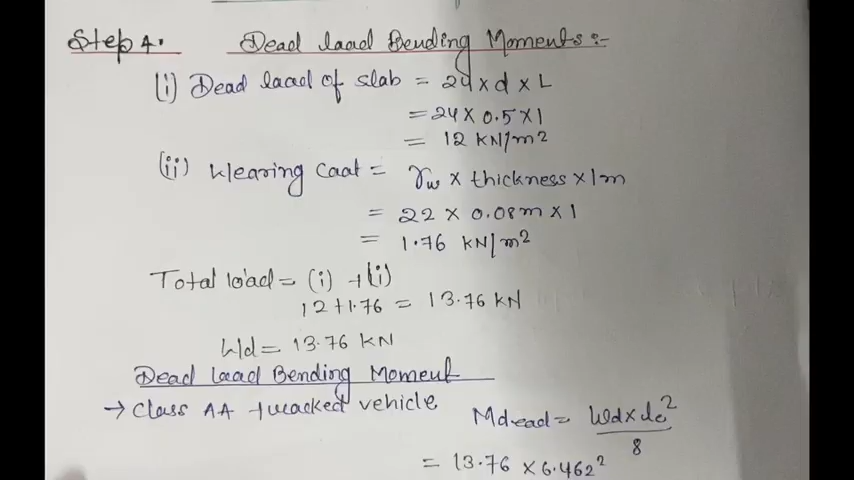 Step 4. Dead load Bending Moments :-
(i) Dead load of slab = 24 x d x L
= 24 x 0.5 x 1
= 12 KN/m²
(ii) Wearing coat = γw x thickness x 1m
= 22 x 0.08m x 1
= 1.76 KN/m²
Total load = (i) + (i)
12 + 1.76 = 13.76 KN
Wd = 13.76 KN
Dead Load Bending Moment
→ Class AA tracked vehicle Mdead = Wd x le²
8
= 13.76 x 6.462²